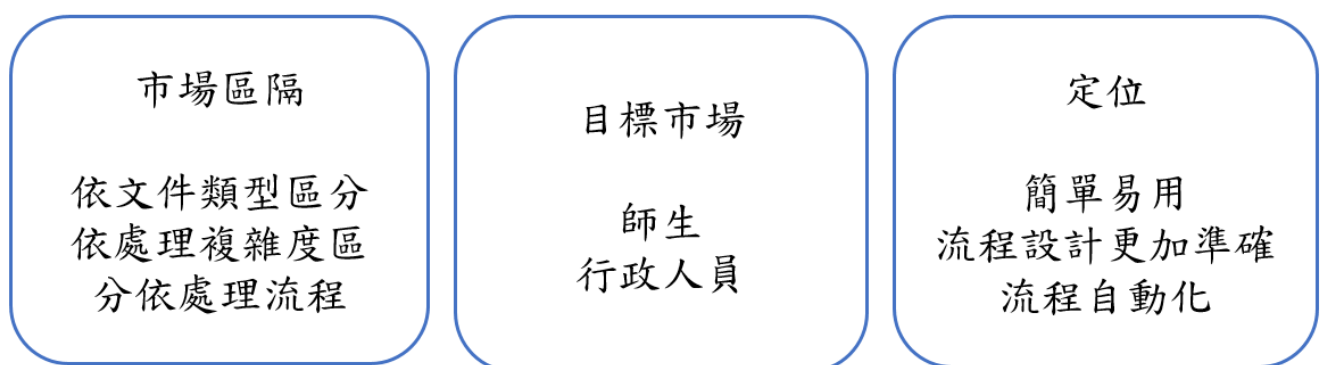 市場區隔
依文件類型區分
依處理複雜度區
分依處理流程
目標市場
師生
行政人員
定位
簡單易用
流程設計更加準確
流程自動化